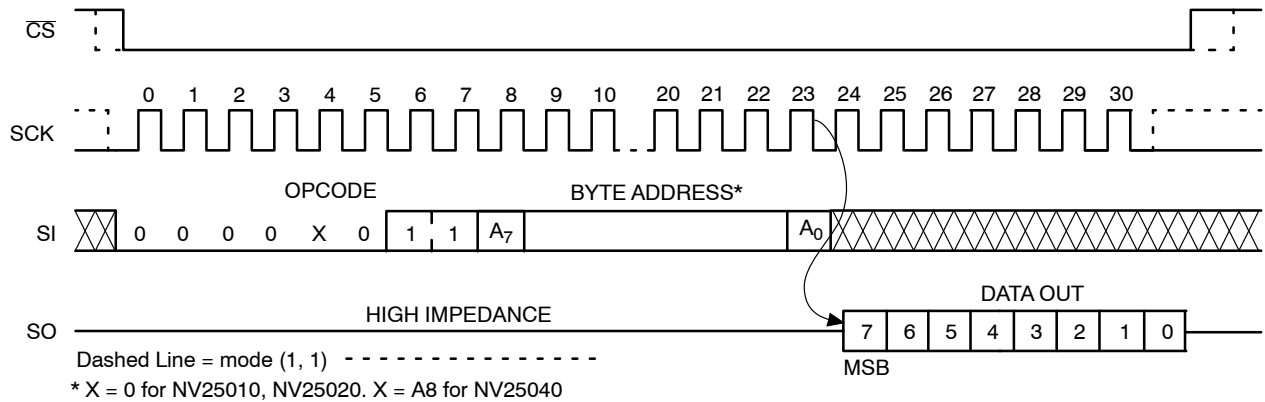 CS
0 1 2 3 4 5 6 7 8 9 10 20 21 22 23 24 25 26 27 28 29 30
SCK
OPCODE BYTE ADDRESS*
SI 0 0 0 0 X 0 1 1 A7 A0
DATA OUT
HIGH IMPEDANCE
SO 7 6 5 4 3 2 1 0
Dashed Line = mode (1, 1)
MSB
* X = 0 for NV25010, NV25020. X = A8 for NV25040